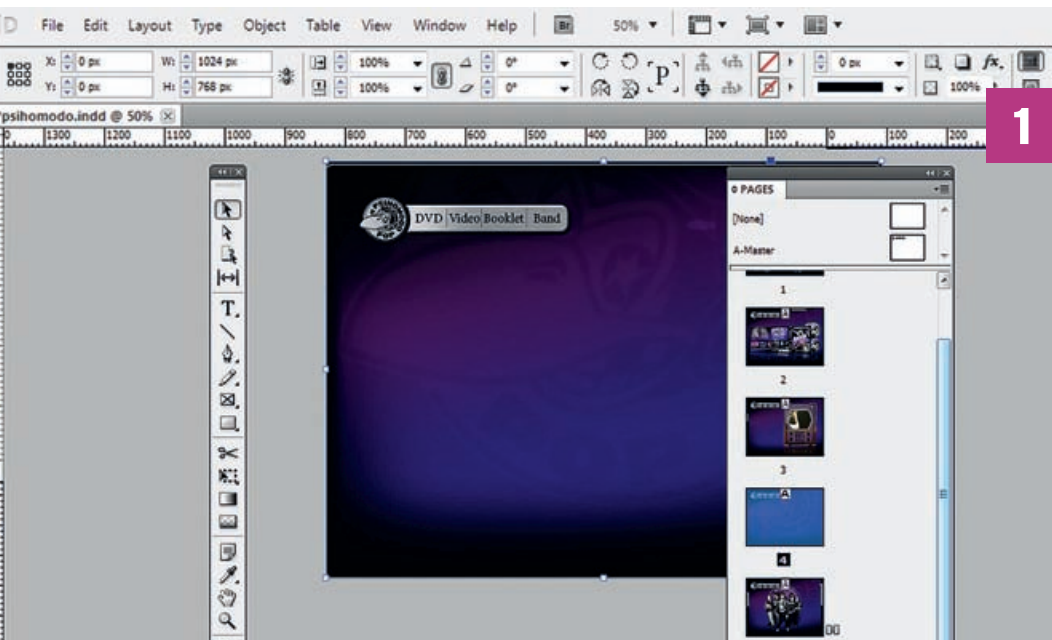 File Edit Layout Type Object Table View Window Help Br 50%
X: 0 px W: 1024 px 100% 0° P 0 px fx.
Y: 0 px H: 768 px 100% 0° 100%
*psihomodo.indd @ 50%
1
1300 1200 1100 1000 900 800 700 600 500 400 300 200 100 0 100 200
PAGES
[None]
A-Master
DVD Video Booklet Band
T
1
A
2
A
3
A
4
A